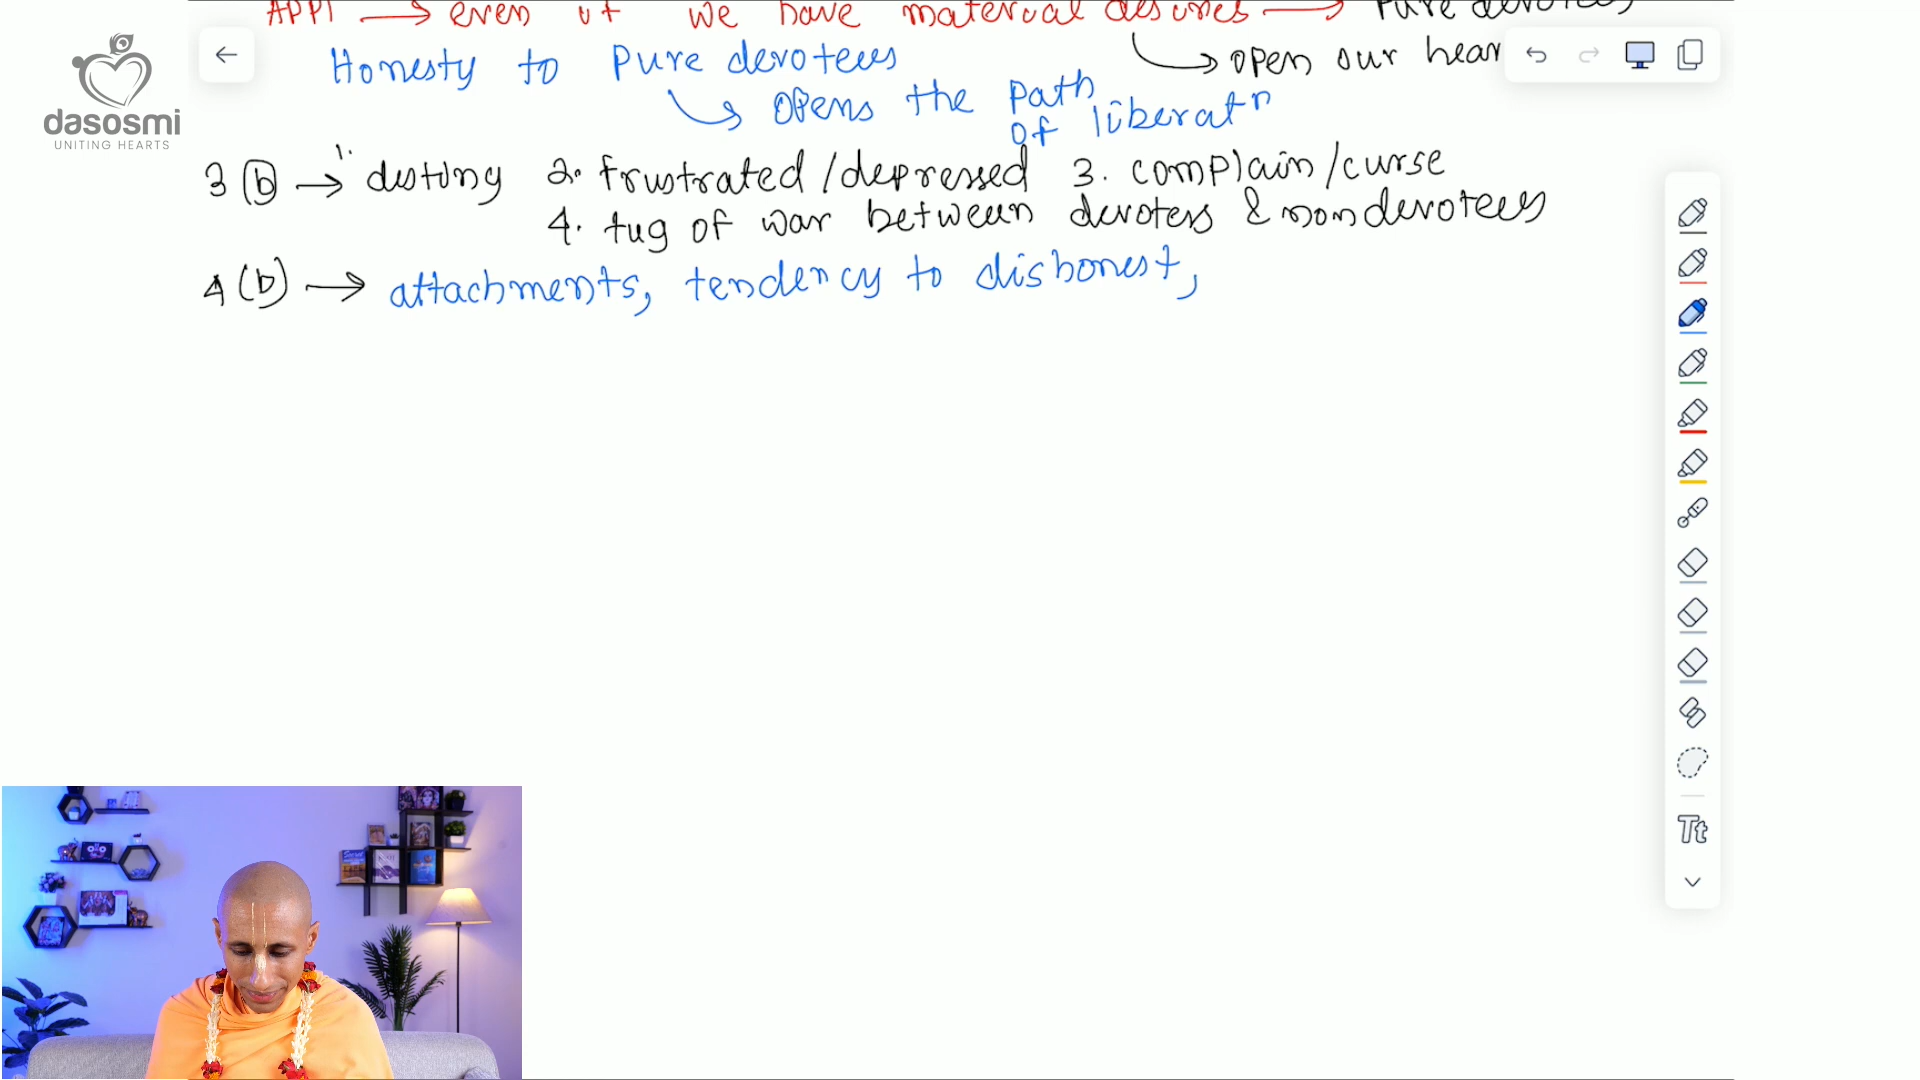 APPl → even if we have material desires → Pure devotees
→ open our hear
Honesty to Pure devotees
→ opens the path
of liberatn
3 (b) → 1. destiny 2. frustrated / depressed 3. complain / curse
4. tug of war between devotees & nondevotees
4 (b) → attachments, tendency to dishonest,
dasosmi
UNITING HEARTS
Tt